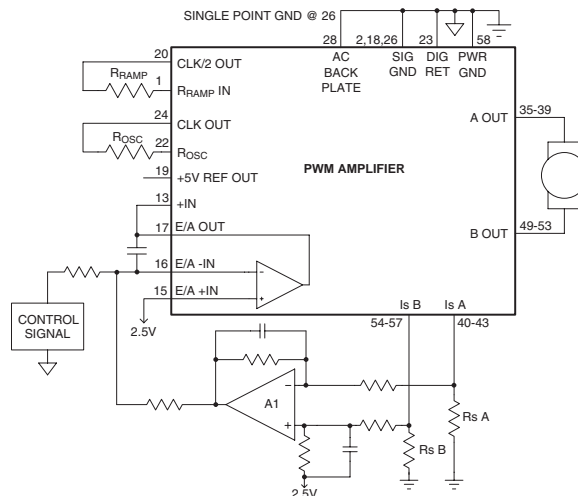 SINGLE POINT GND @ 26
28
2,18,26
23
58
AC
BACK
PLATE
SIG
GND
DIG
RET
PWR
GND
20
CLK/2 OUT
RRAMP
1
RRAMP IN
24
CLK OUT
ROSC
22
ROSC
19
+5V REF OUT
13
+IN
17
E/A OUT
16
E/A -IN
15
E/A +IN
2.5V
PWM AMPLIFIER
A OUT
35-39
B OUT
49-53
Is B
Is A
54-57
40-43
CONTROL
SIGNAL
A1
Rs A
Rs B
2.5V